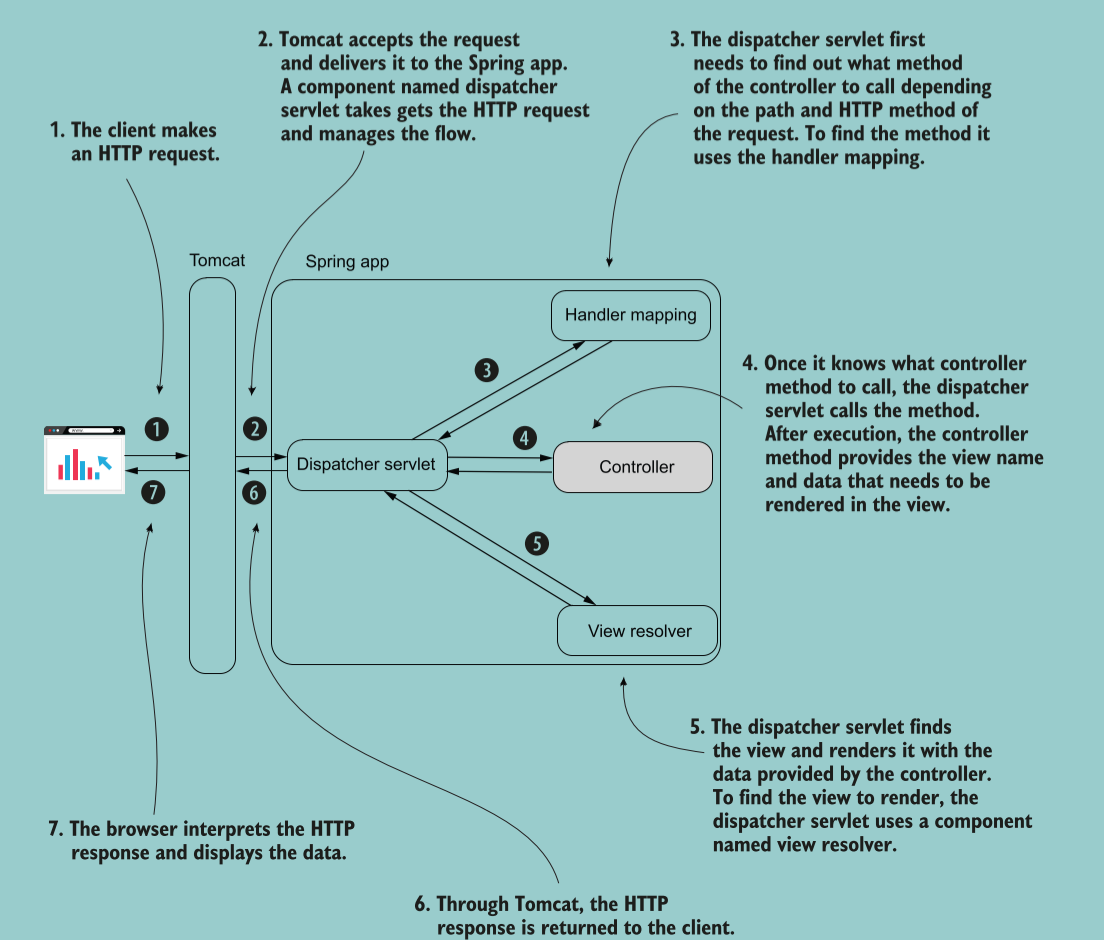 1. The client makes
an HTTP request.
2. Tomcat accepts the request
and delivers it to the Spring app.
A component named dispatcher
servlet takes gets the HTTP request
and manages the flow.
3. The dispatcher servlet first
needs to find out what method
of the controller to call depending
on the path and HTTP method of
the request. To find the method it
uses the handler mapping.
Tomcat
Spring app
Handler mapping
3
4. Once it knows what controller
method to call, the dispatcher
servlet calls the method.
After execution, the controller
method provides the view name
and data that needs to be
rendered in the view.
1
2
4
www.
Dispatcher servlet
Controller
7
6
5
View resolver
5. The dispatcher servlet finds
the view and renders it with the
data provided by the controller.
To find the view to render, the
dispatcher servlet uses a component
named view resolver.
7. The browser interprets the HTTP
response and displays the data.
6. Through Tomcat, the HTTP
response is returned to the client.